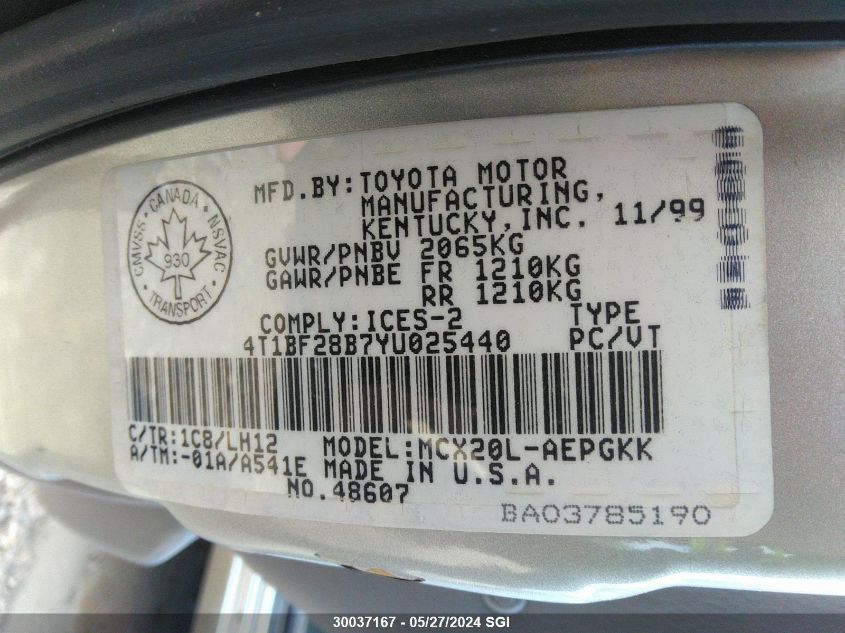 MFD.BY:TOYOTA MOTOR
MANUFACTURING,
KENTUCKY,INC. 11/99
GVWR/PNBV 2065KG
GAWR/PNBE FR 1210KG
RR 1210KG
COMPLY:ICES-2 TYPE
4T1BF28B7YU025440 PC/VT
CANADA
CMVSS NSVAC
930
TRANSPORT
C/TR:1C8/LH12 MODEL:MCX20L-AEPGKK
A/TM:-01A/A541E MADE IN U.S.A.
NO.48607
BA03785190
30037167 - 05/27/2024 SGI